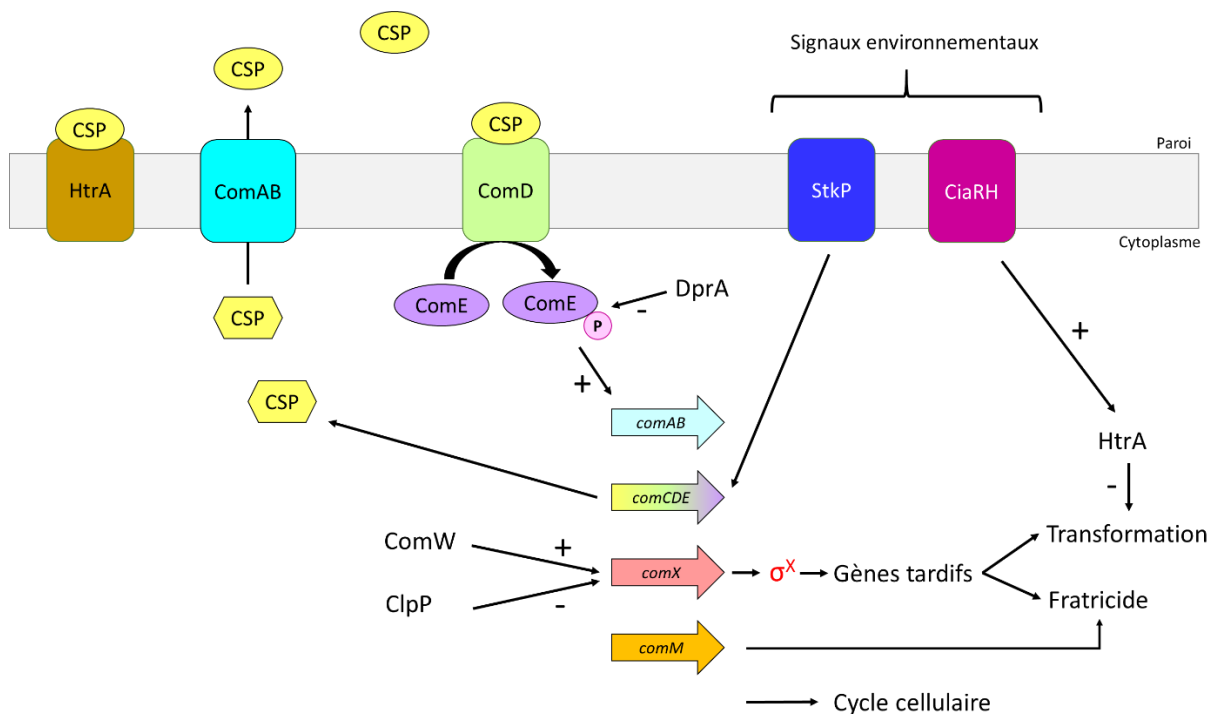 CSP
Signaux environnementaux
CSP
CSP
CSP
Paroi
HtrA
ComAB
ComD
StkP
CiaRH
Cytoplasme
ComE
ComE
P
DprA
-
CSP
+
+
CSP
comAB
HtrA
-
comCDE
ComW
+
Transformation
comX
σX
Gènes tardifs
ClpP
-
Fratricide
comM
Cycle cellulaire